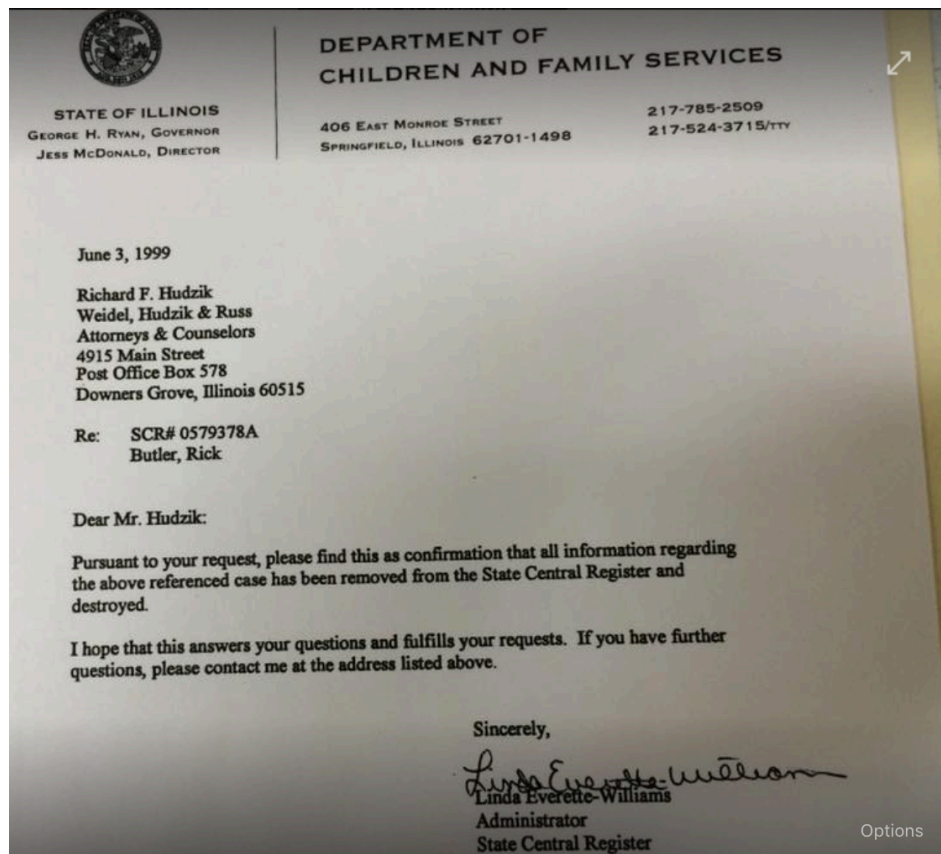 DEPARTMENT OF
CHILDREN AND FAMILY SERVICES
STATE OF ILLINOIS
GEORGE H. RYAN, GOVERNOR
JESS MCDONALD, DIRECTOR
406 EAST MONROE STREET
SPRINGFIELD, ILLINOIS 62701-1498
217-785-2509
217-524-3715/TTY
June 3, 1999
Richard F. Hudzik
Weidel, Hudzik & Russ
Attorneys & Counselors
4915 Main Street
Post Office Box 578
Downers Grove, Illinois 60515
Re: SCR# 0579378A
Butler, Rick
Dear Mr. Hudzik:
Pursuant to your request, please find this as confirmation that all information regarding
the above referenced case has been removed from the State Central Register and
destroyed.
I hope that this answers your questions and fulfills your requests. If you have further
questions, please contact me at the address listed above.
Sincerely,
Linda Everette-Williams
Linda Everette-Williams
Administrator
State Central Register
Options